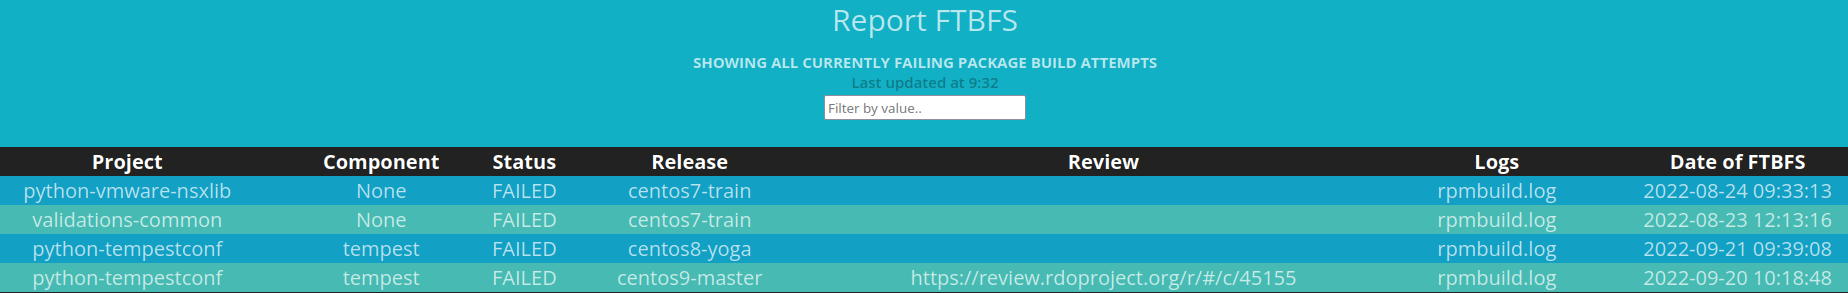 Report FTBFS
SHOWING ALL CURRENTLY FAILING PACKAGE BUILD ATTEMPTS
Last updated at 9:32
Filter by value..
Project Component Status Release Review Logs Date of FTBFS
python-vmware-nsxlib None FAILED centos7-train rpmbuild.log 2022-08-24 09:33:13
validations-common None FAILED centos7-train rpmbuild.log 2022-08-23 12:13:16
python-tempestconf tempest FAILED centos8-yoga rpmbuild.log 2022-09-21 09:39:08
python-tempestconf tempest FAILED centos9-master https://review.rdoproject.org/r/#/c/45155 rpmbuild.log 2022-09-20 10:18:48